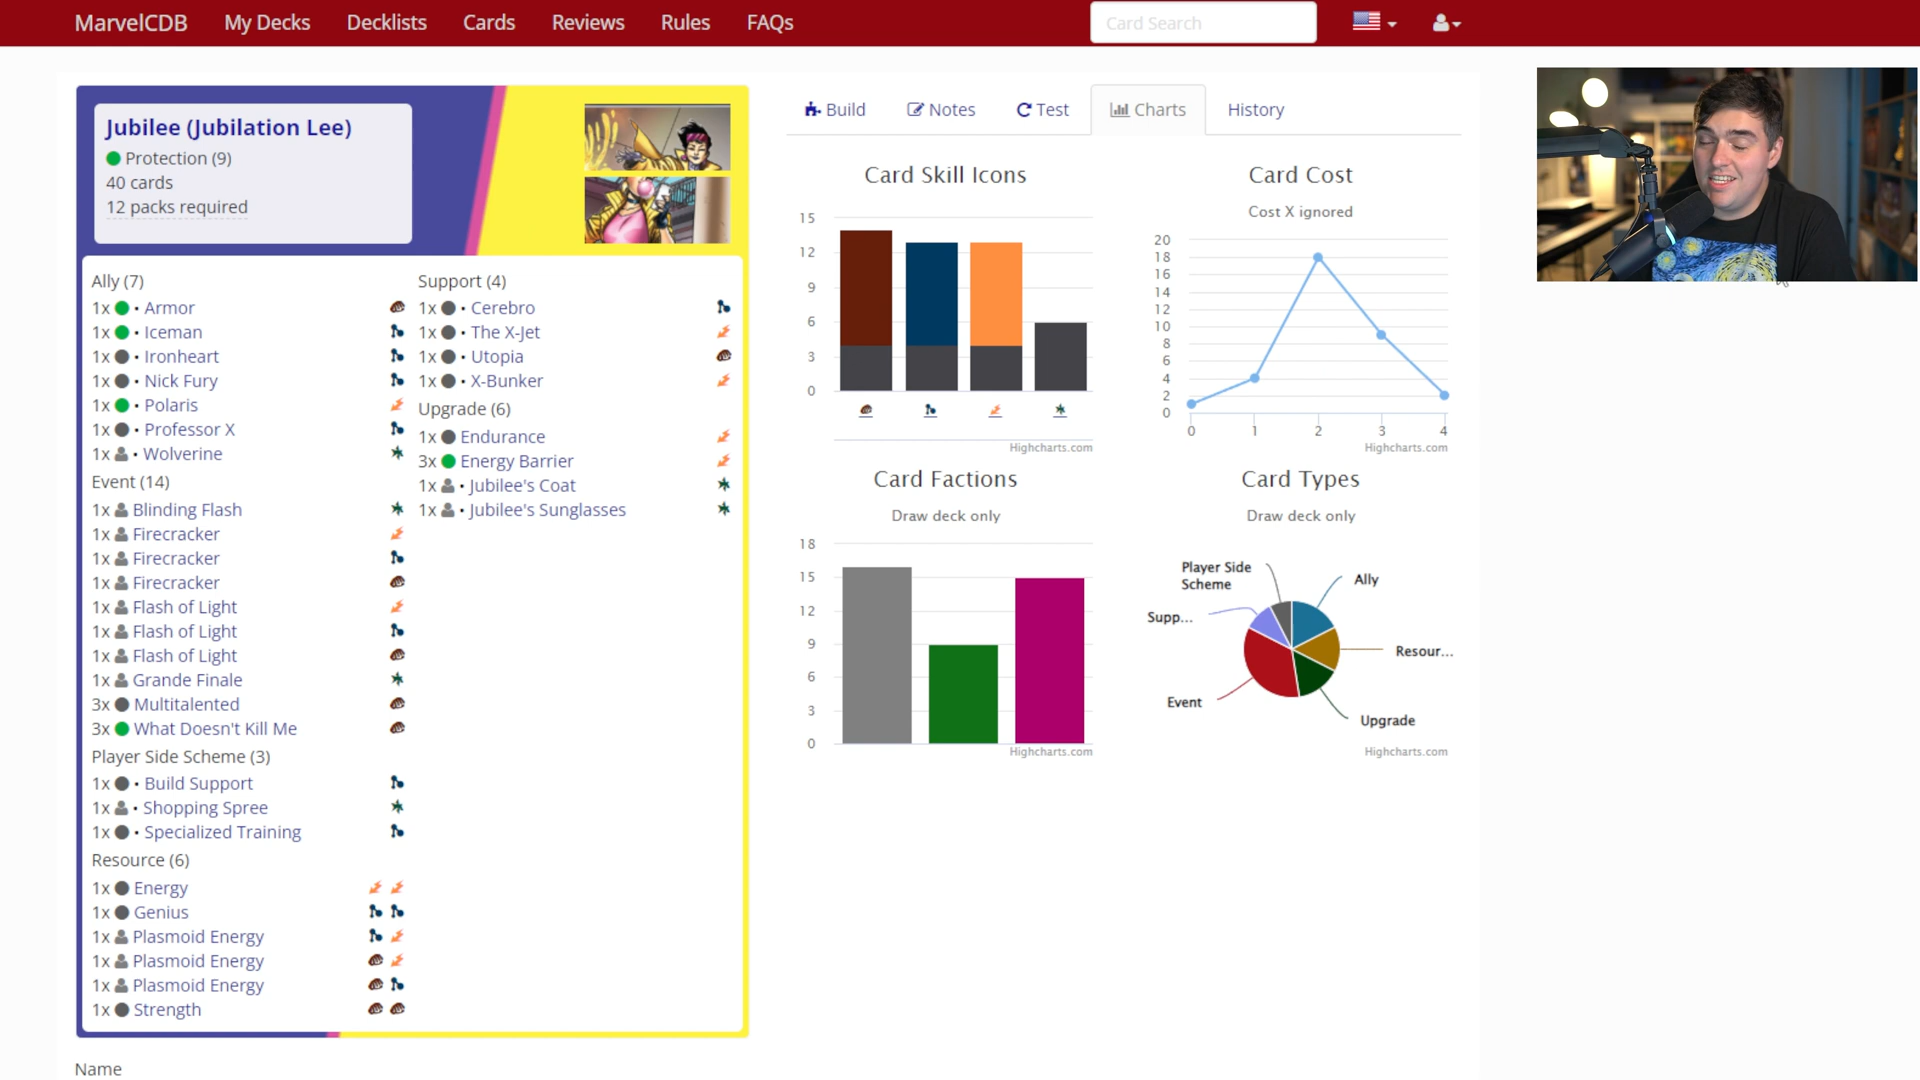 MarvelCDB My Decks Decklists Cards Reviews Rules FAQs Card Search
Jubilee (Jubilation Lee)
Protection (9)
40 cards
12 packs required
Ally (7)
1x • Armor
1x • Iceman
1x • Ironheart
1x • Nick Fury
1x • Polaris
1x • Professor X
1x • Wolverine
Event (14)
1x Blinding Flash
1x Firecracker
1x Firecracker
1x Firecracker
1x Flash of Light
1x Flash of Light
1x Flash of Light
1x Grande Finale
3x Multitalented
3x What Doesn't Kill Me
Player Side Scheme (3)
1x • Build Support
1x • Shopping Spree
1x • Specialized Training
Resource (6)
1x Energy
1x Genius
1x Plasmoid Energy
1x Plasmoid Energy
1x Plasmoid Energy
1x Strength
Support (4)
1x • Cerebro
1x • The X-Jet
1x • Utopia
1x • X-Bunker
Upgrade (6)
1x Endurance
3x Energy Barrier
1x • Jubilee's Coat
1x • Jubilee's Sunglasses
Name
Build Notes Test Charts History
Card Skill Icons
15
12
9
6
3
0
Highcharts.com
Card Cost
Cost X ignored
20
18
16
14
12
10
8
6
4
2
0
0 1 2 3 4
Highcharts.com
Card Factions
Draw deck only
18
15
12
9
6
3
0
Highcharts.com
Card Types
Draw deck only
Player Side
Scheme
Ally
Supp...
Resour...
Event
Upgrade
Highcharts.com